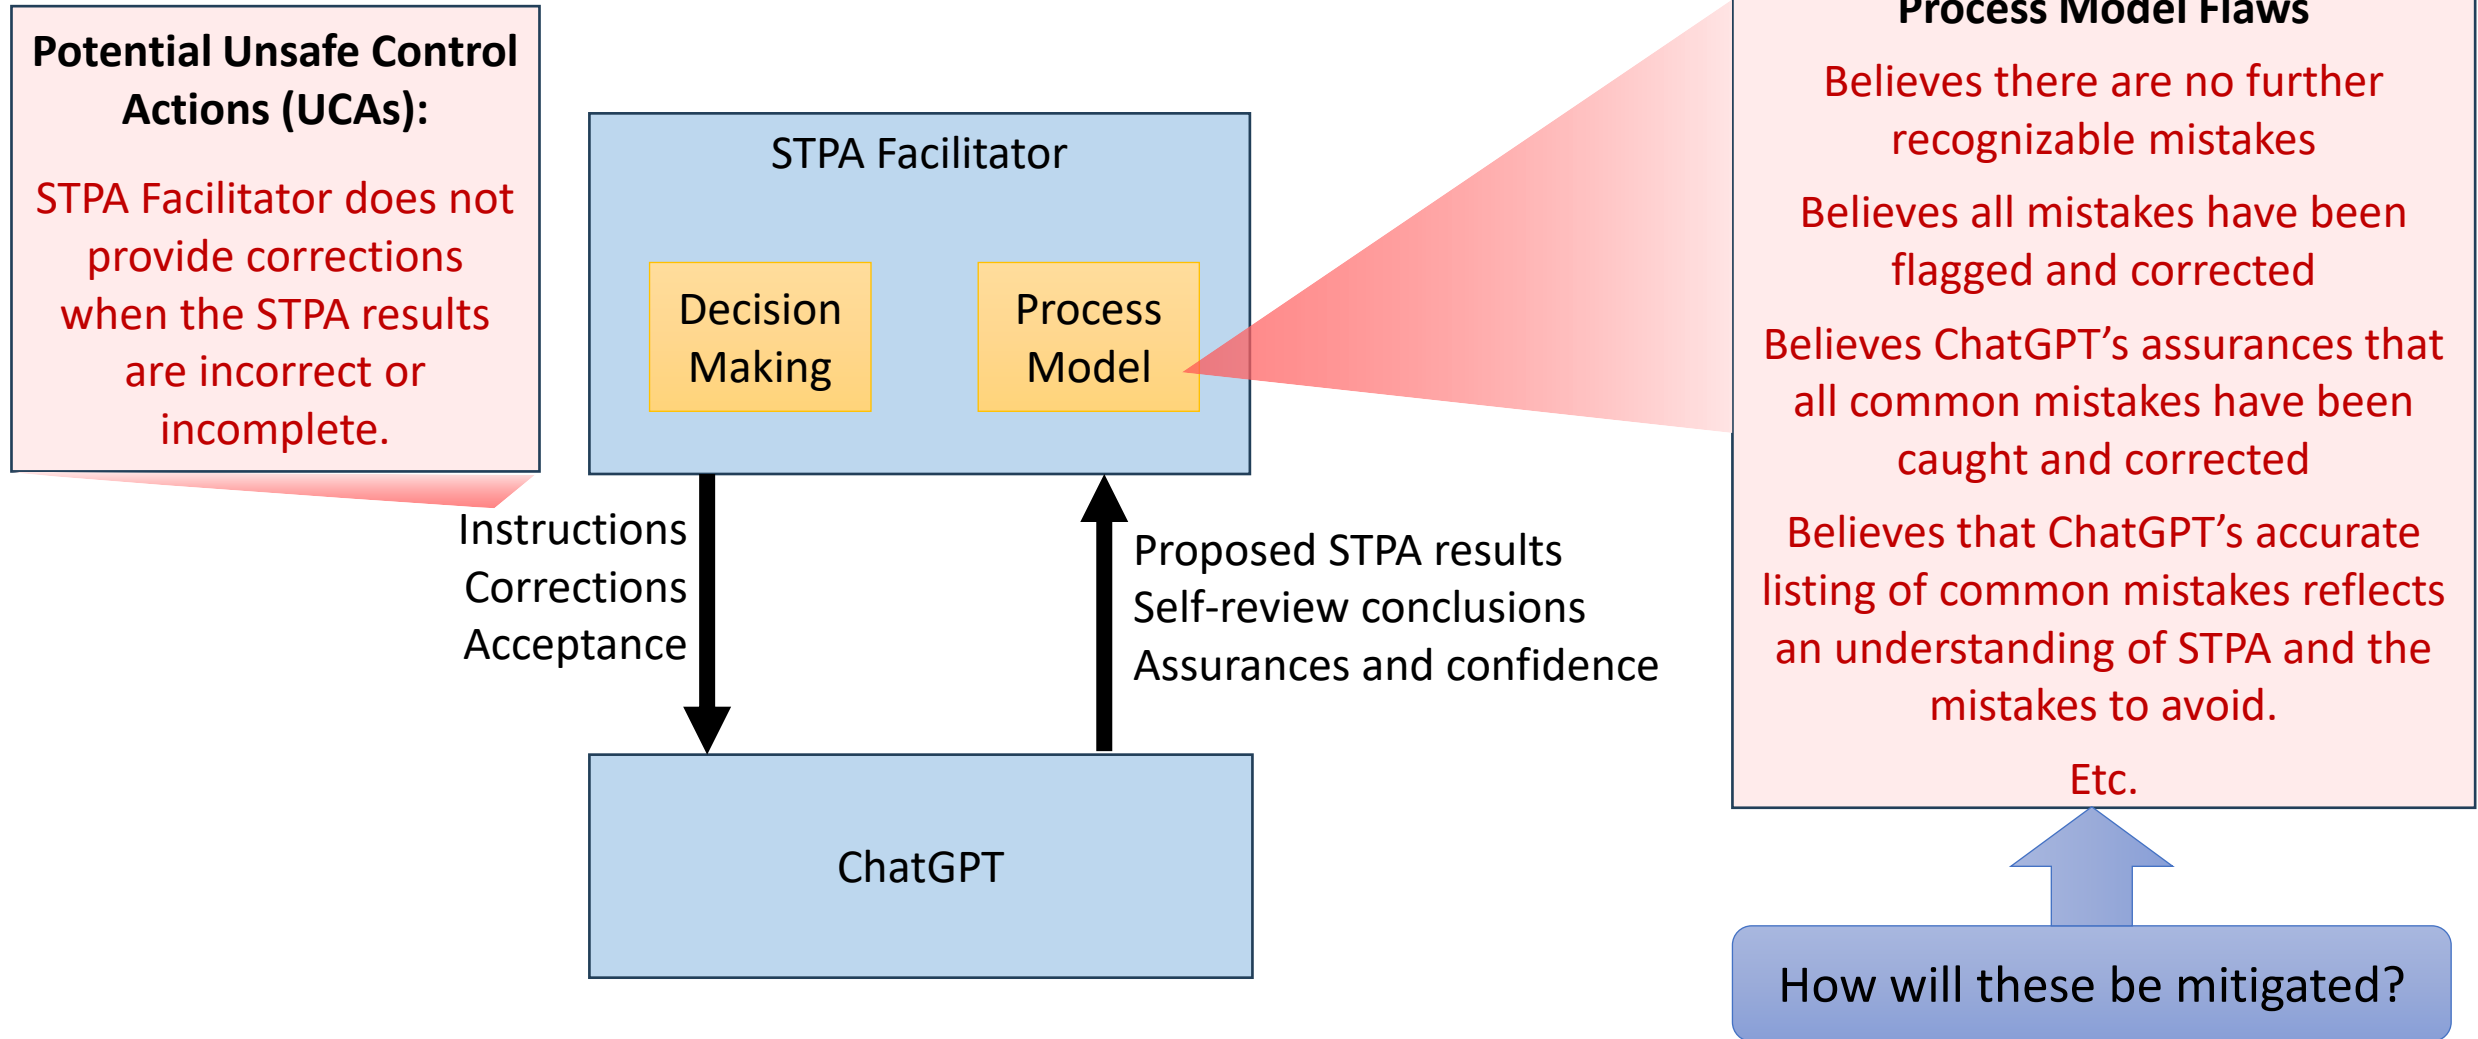 Potential Unsafe Control
Actions (UCAs):
STPA Facilitator does not
provide corrections
when the STPA results
are incorrect or
incomplete.
STPA Facilitator
Decision
Making
Process
Model
Instructions
Corrections
Acceptance
Proposed STPA results
Self-review conclusions
Assurances and confidence
ChatGPT
Process Model Flaws
Believes there are no further
recognizable mistakes
Believes all mistakes have been
flagged and corrected
Believes ChatGPT’s assurances that
all common mistakes have been
caught and corrected
Believes that ChatGPT’s accurate
listing of common mistakes reflects
an understanding of STPA and the
mistakes to avoid.
Etc.
How will these be mitigated?